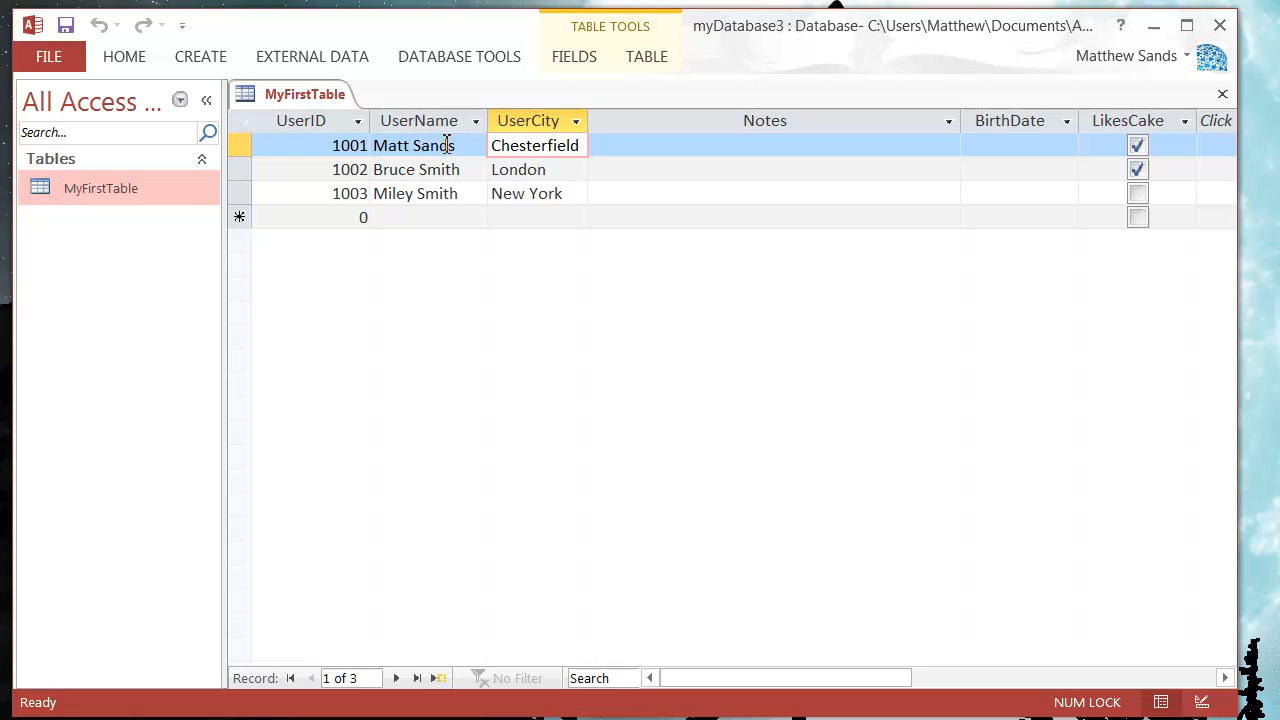 TABLE TOOLS
myDatabase3 : Database- C:\Users\Matthew\Documents\A...
?
FILE
HOME
CREATE
EXTERNAL DATA
DATABASE TOOLS
FIELDS
TABLE
Matthew Sands
All Access ...
Search...
Tables
MyFirstTable
MyFirstTable
UserID UserName UserCity Notes BirthDate LikesCake Click
1001 Matt Sands Chesterfield
1002 Bruce Smith London
1003 Miley Smith New York
0
Record: 1 of 3 No Filter Search
Ready
NUM LOCK